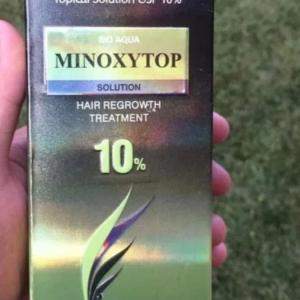 Topical Solution USP 10%
BIO AQUA
MINOXYTOP
SOLUTION
HAIR REGROWTH
TREATMENT
10%